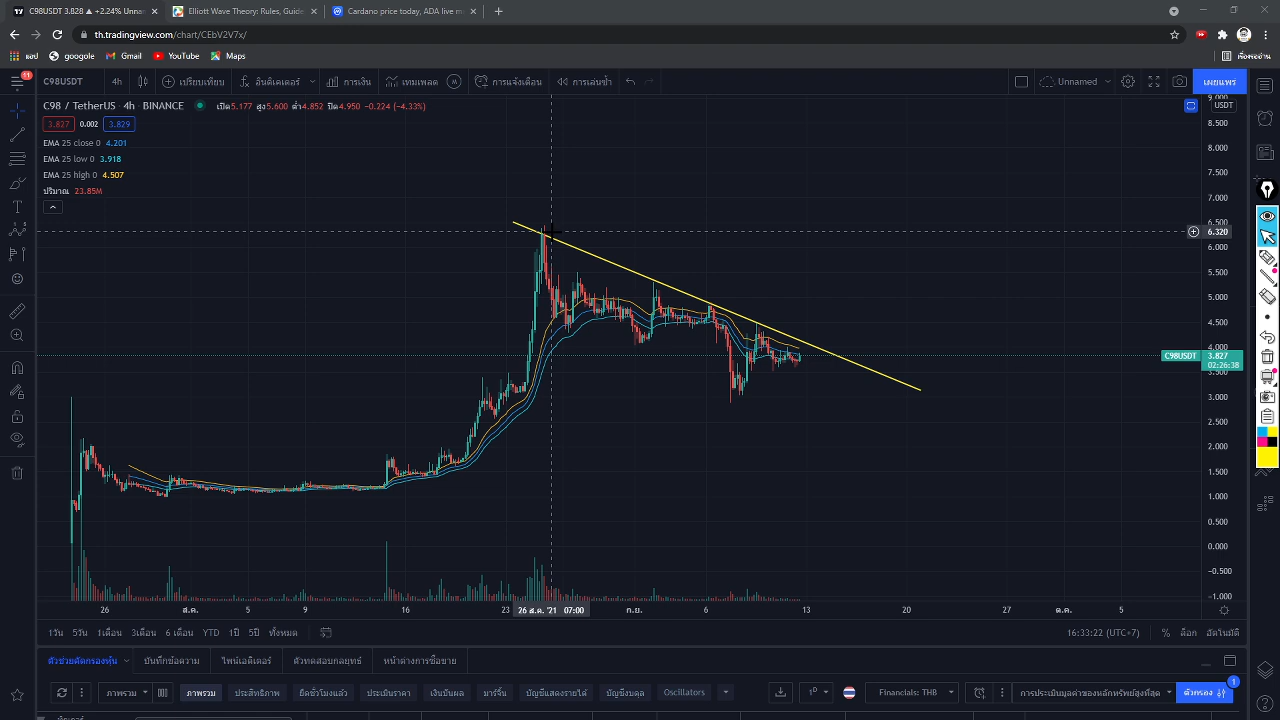 C98USDT 3.828 ▲ +2.24% Unnam
Elliott Wave Theory: Rules, Guide
Cardano price today, ADA live m
th.tradingview.com/chart/CEbV2V7x/
แอป google Gmail YouTube Maps
11
C98USDT 4h เปรียบเทียบ อินดิเคเตอร์ การเงิน เทมเพลต การแจ้งเตือน การเล่นซ้ำ Unnamed เผยแพร่
C98 / TetherUS · 4h · BINANCE เปิด5.177 สูง5.600 ต่ำ4.852 ปิด4.950 −0.224 (−4.33%)
3.827 0.002 3.829
EMA 25 close 0 4.201
EMA 25 low 0 3.918
EMA 25 high 0 4.507
ปริมาณ 23.85M
9.000
USDT
8.500
8.000
7.500
7.000
6.500
6.320
6.000
5.500
5.000
4.500
4.000
C98USDT 3.827
02:26:38
3.500
3.000
2.500
2.000
1.500
1.000
0.500
0.000
−0.500
−1.000
26 ส.ค. 5 9 16 23 26 ส.ค. '21 07:00 ก.ย. 6 13 20 27 ต.ค. 5
1วัน 5วัน 1เดือน 3เดือน 6 เดือน YTD 1ปี 5ปี ทั้งหมด 16:33:22 (UTC+7) % ล็อก อัตโนมัติ
ตัวช่วยคัดกรองหุ้น บันทึกข้อความ ไพน์เอดิเตอร์ ตัวทดสอบกลยุทธ์ หน้าต่างการซื้อขาย
ภาพรวม ภาพรวม ประสิทธิภาพ ยืดชั่วโมงแล้ว ประเมินราคา เงินปันผล มาร์จิ้น บัญชีแสดงรายได้ บัญชีงบดุล Oscillators 1D Financials: THB การประเมินมูลค่าของหลักทรัพย์สูงที่สุด ตัวกรอง 1